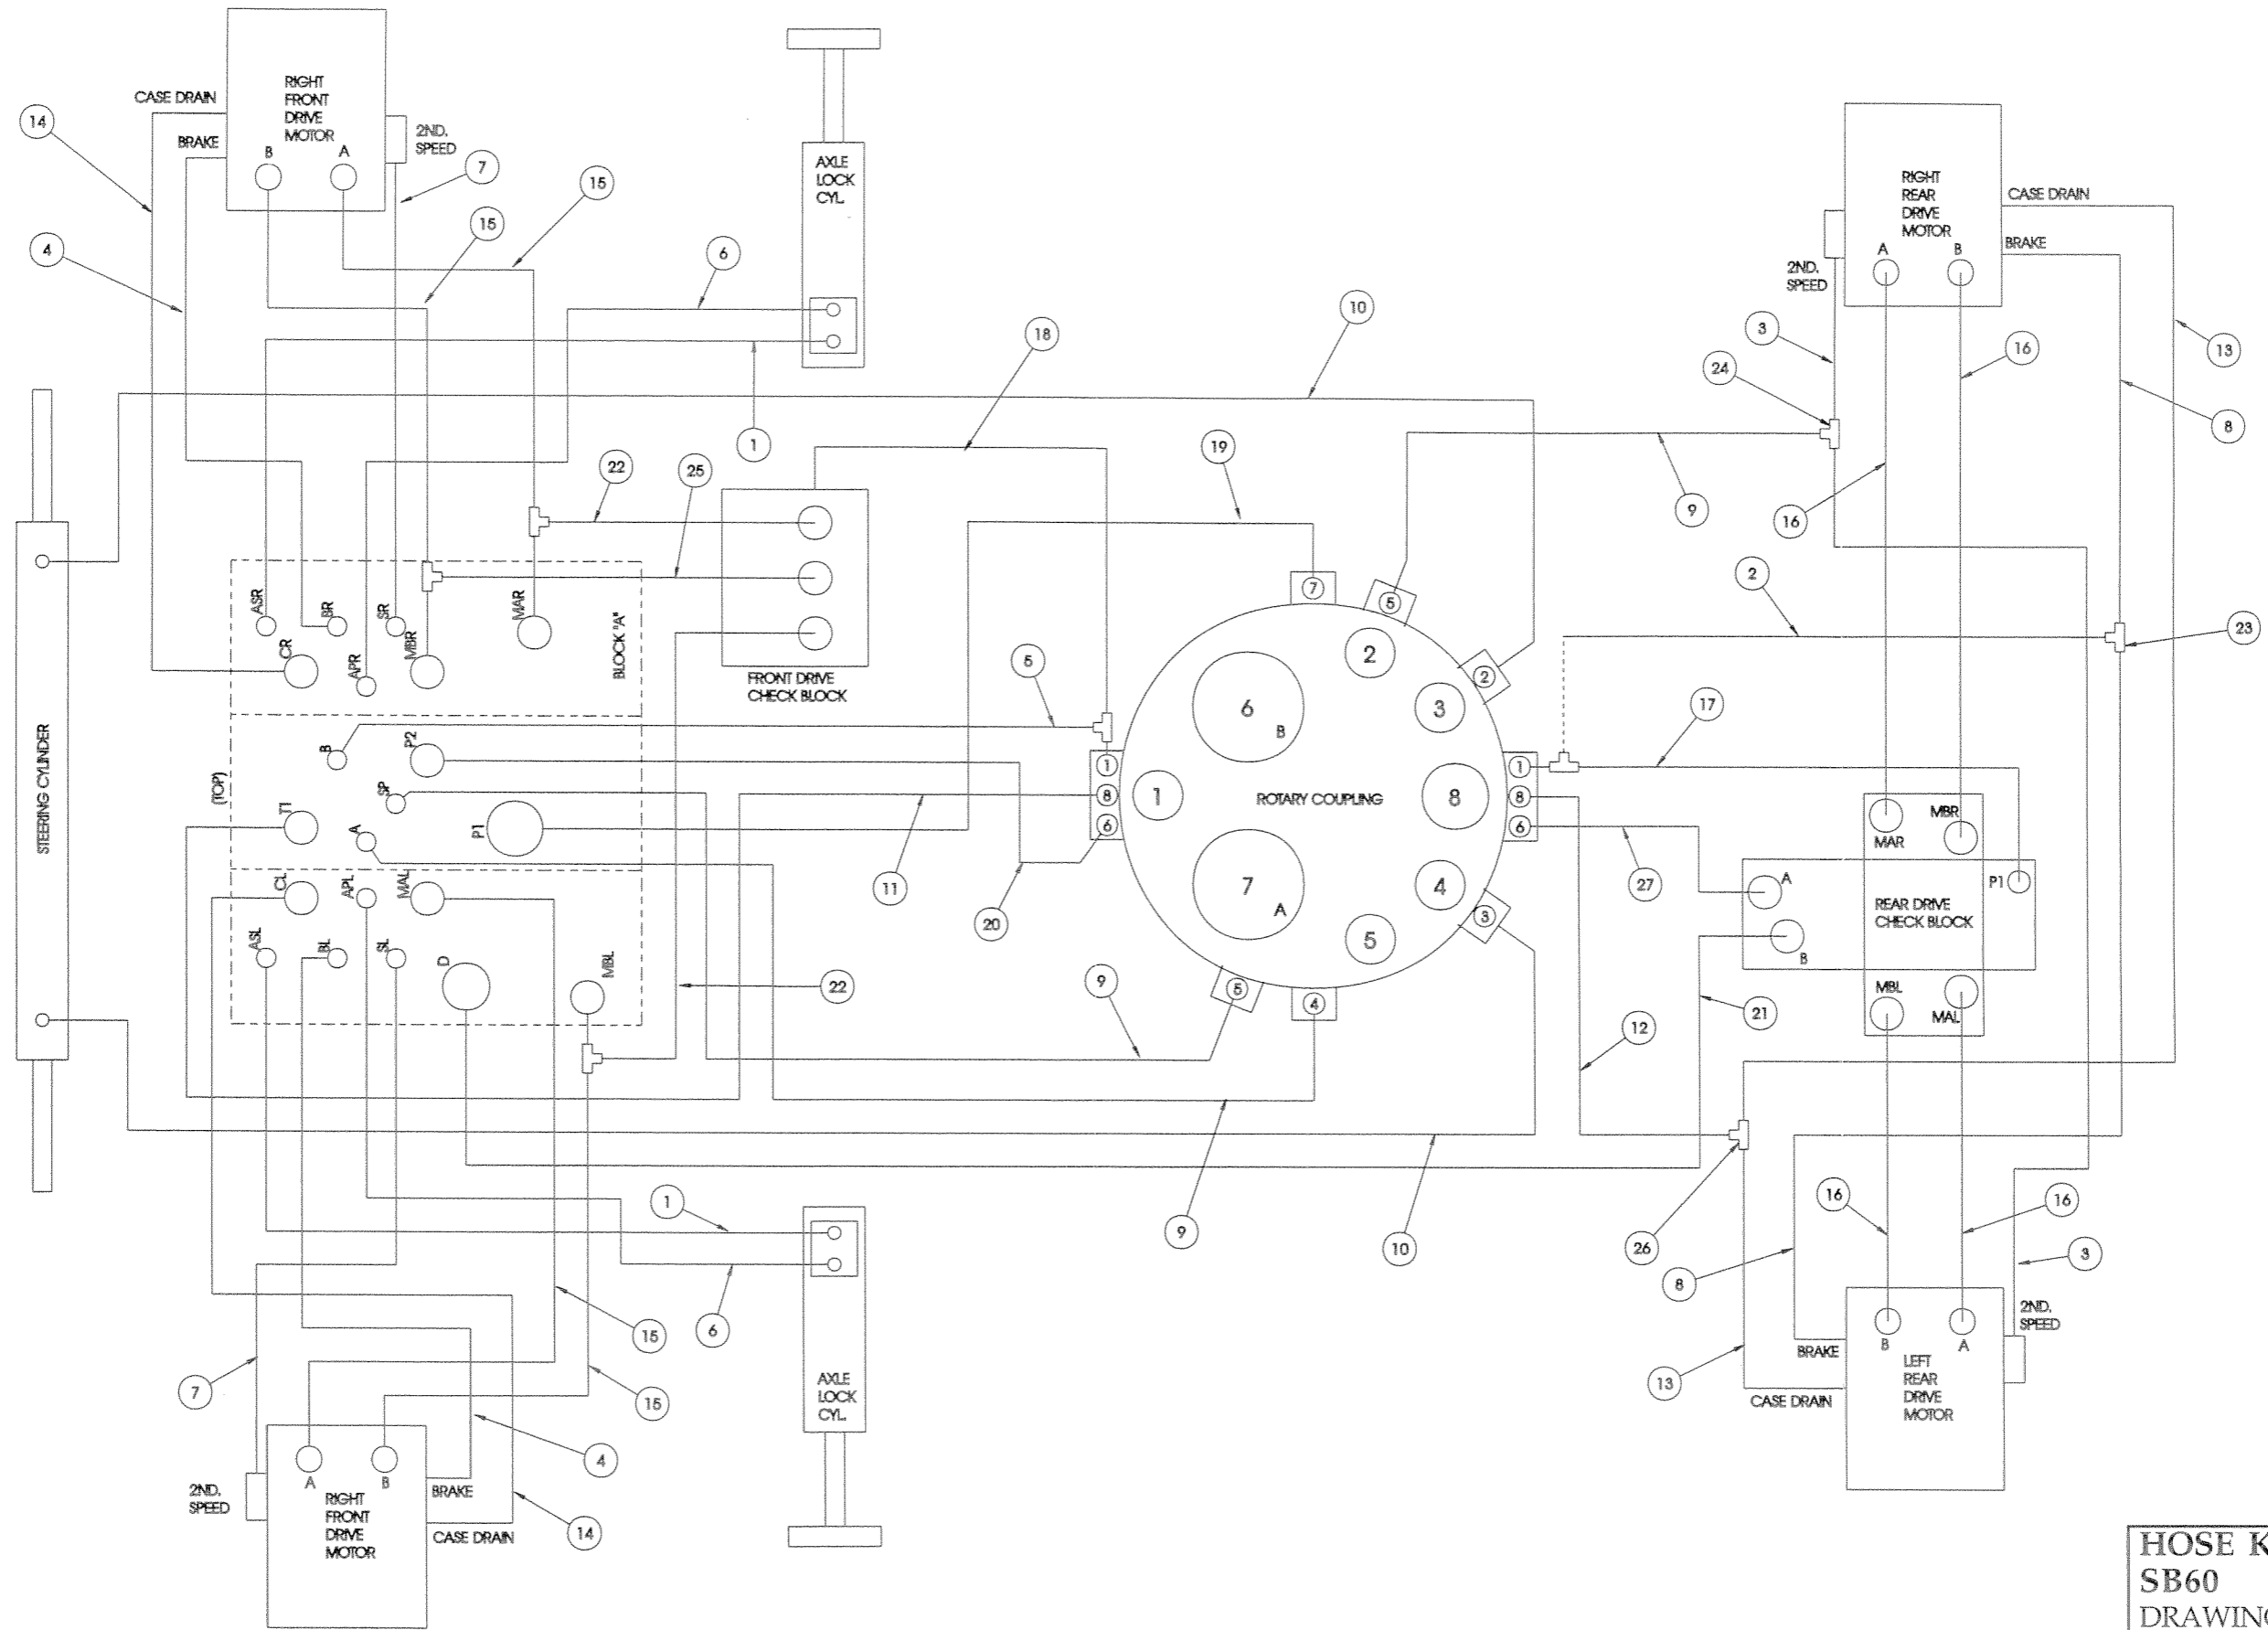 RIGHT
FRONT
DRIVE
MOTOR
B
A
CASE DRAIN
BRAKE
2ND.
SPEED
14
4
7
15
15
AXLE
LOCK
CYL.
6
1
18
10
22
25
19
RIGHT
REAR
DRIVE
MOTOR
A
B
CASE DRAIN
BRAKE
2ND.
SPEED
3
24
16
16
13
8
9
2
23
STEERING CYLINDER
ASR
BR
SR
CR
APR
MBR
MAR
BLOCK "A"
FRONT DRIVE
CHECK BLOCK
5
(TOP)
B
P2
SP
T1
A
P1
CL
APL
MAL
ASL
BL
SL
D
MBL
11
20
22
7
5
2
2
3
6
B
1
8
6
1
ROTARY COUPLING
8
1
8
6
7
A
4
3
5
5
4
17
27
12
21
MAR
MBR
A
B
P1
REAR DRIVE
CHECK BLOCK
MBL
MAL
9
9
10
26
8
16
16
3
13
1
6
15
15
7
4
14
AXLE
LOCK
CYL.
A
B
2ND.
SPEED
RIGHT
FRONT
DRIVE
MOTOR
BRAKE
CASE DRAIN
B
A
BRAKE
CASE DRAIN
LEFT
REAR
DRIVE
MOTOR
2ND.
SPEED
HOSE K
SB60
DRAWING